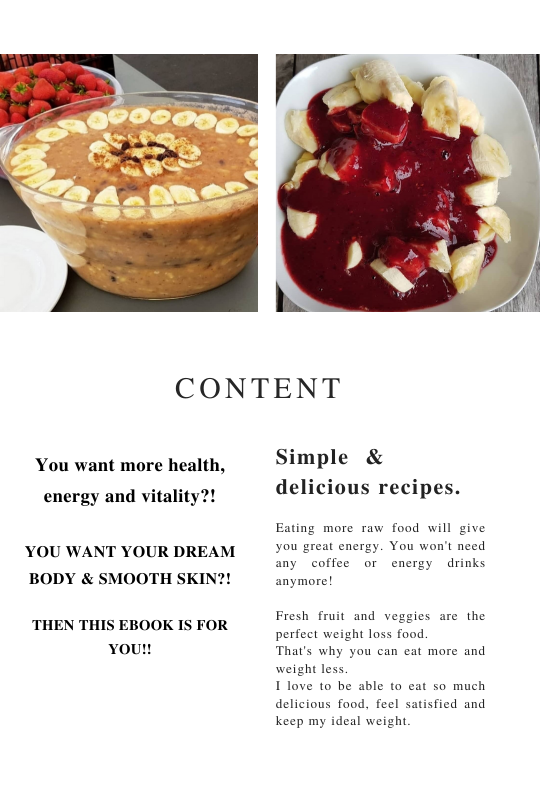 CONTENT
You want more health,
energy and vitality?!
YOU WANT YOUR DREAM
BODY & SMOOTH SKIN?!
THEN THIS EBOOK IS FOR
YOU!!
Simple & 
delicious recipes.
Eating more raw food will give
you great energy. You won't need
any coffee or energy drinks
anymore!
Fresh fruit and veggies are the
perfect weight loss food.
That's why you can eat more and
weight less.
I love to be able to eat so much
delicious food, feel satisfied and
keep my ideal weight.